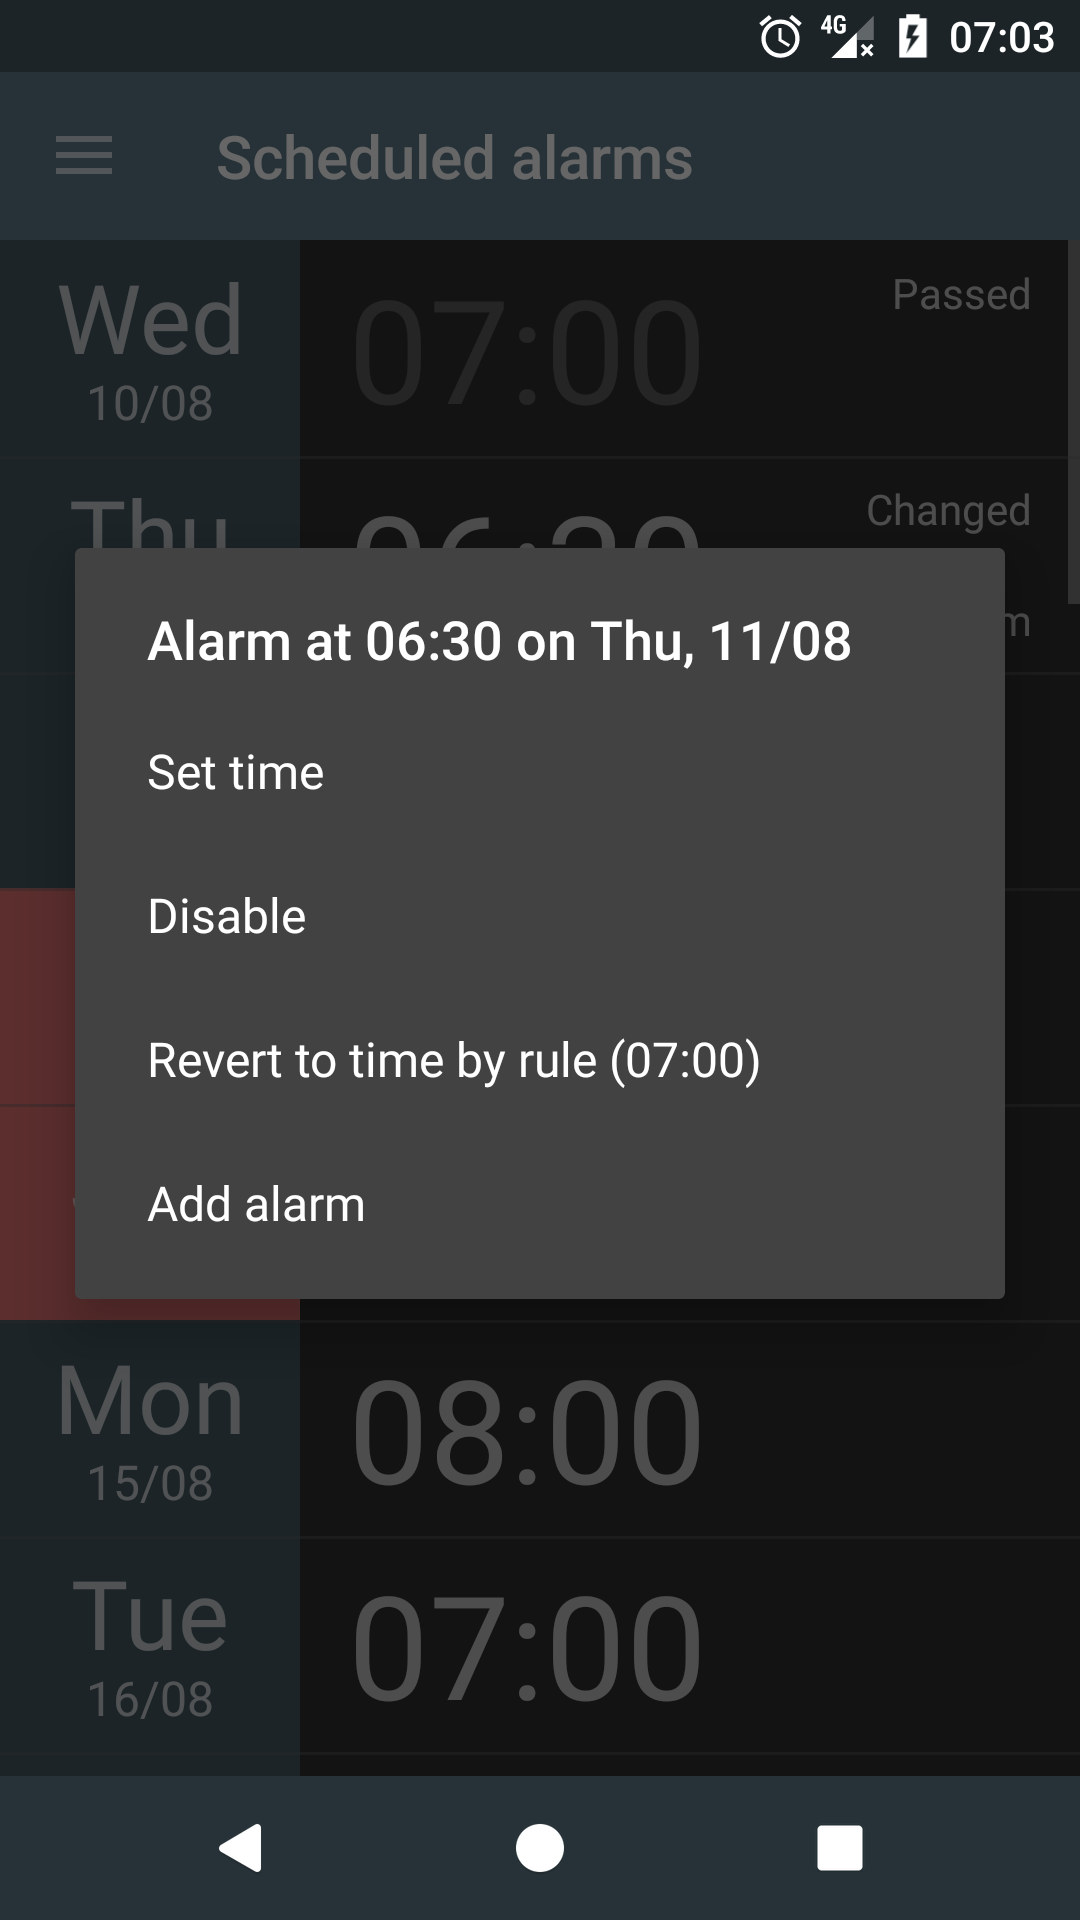 4G 07:03
Scheduled alarms
Wed
10/08
07:00
Passed
Thu
Changed
Alarm at 06:30 on Thu, 11/08
Set time
Disable
Revert to time by rule (07:00)
Add alarm
Mon
15/08
08:00
Tue
16/08
07:00